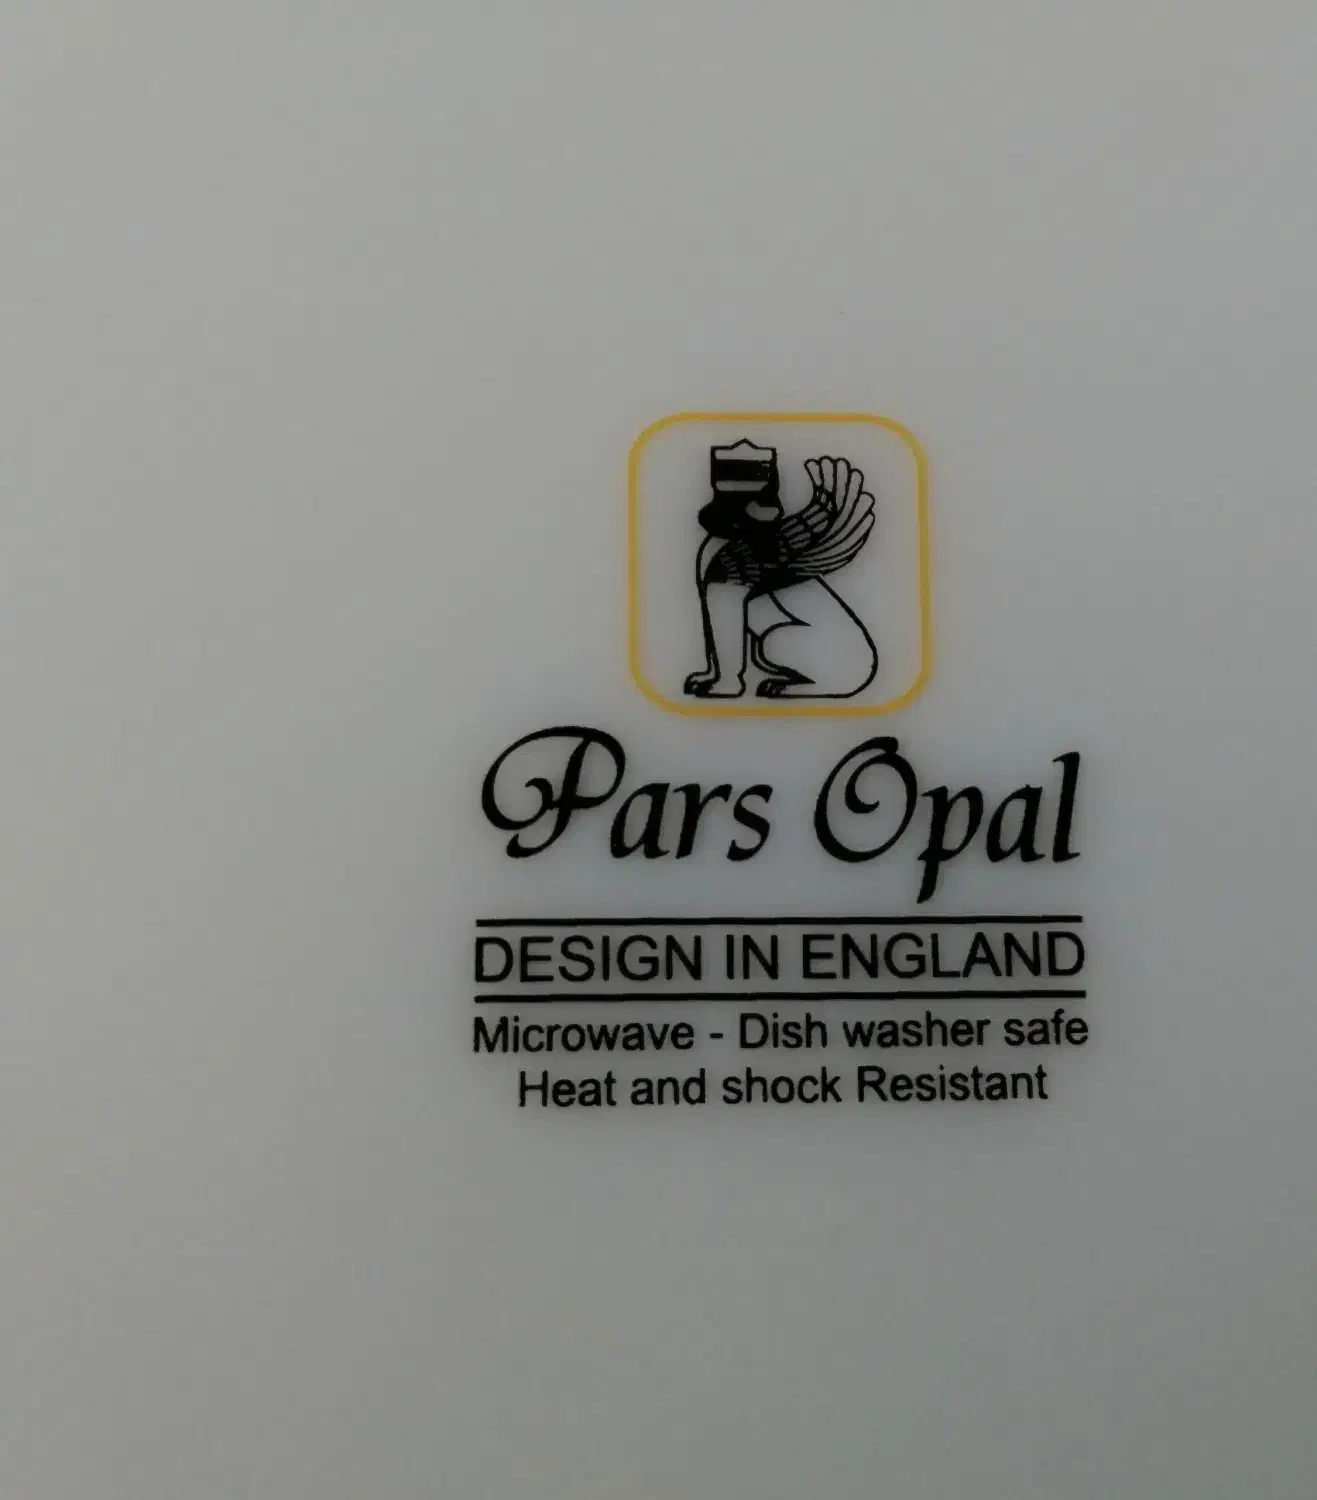 Pars Opal
DESIGN IN ENGLAND
Microwave - Dish washer safe
Heat and shock Resistant